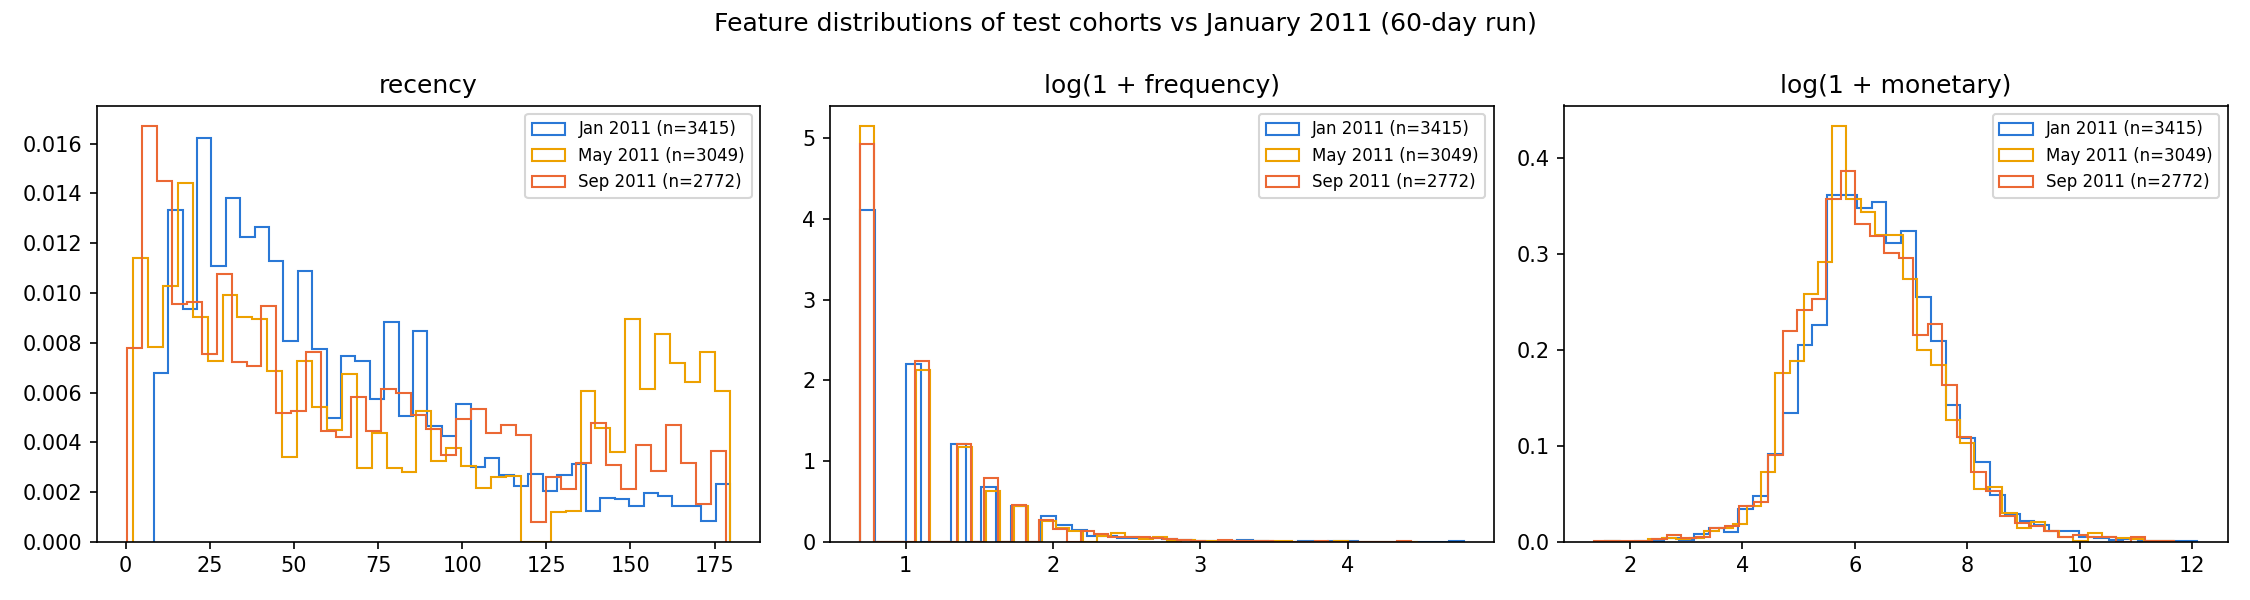 Feature distributions of test cohorts vs January 2011 (60-day run)
recency
0.016
0.014
0.012
0.010
0.008
0.006
0.004
0.002
0.000
0 25 50 75 100 125 150 175
Jan 2011 (n=3415)
May 2011 (n=3049)
Sep 2011 (n=2772)
log(1 + frequency)
5
4
3
2
1
0
1 2 3 4
Jan 2011 (n=3415)
May 2011 (n=3049)
Sep 2011 (n=2772)
log(1 + monetary)
0.4
0.3
0.2
0.1
0.0
2 4 6 8 10 12
Jan 2011 (n=3415)
May 2011 (n=3049)
Sep 2011 (n=2772)